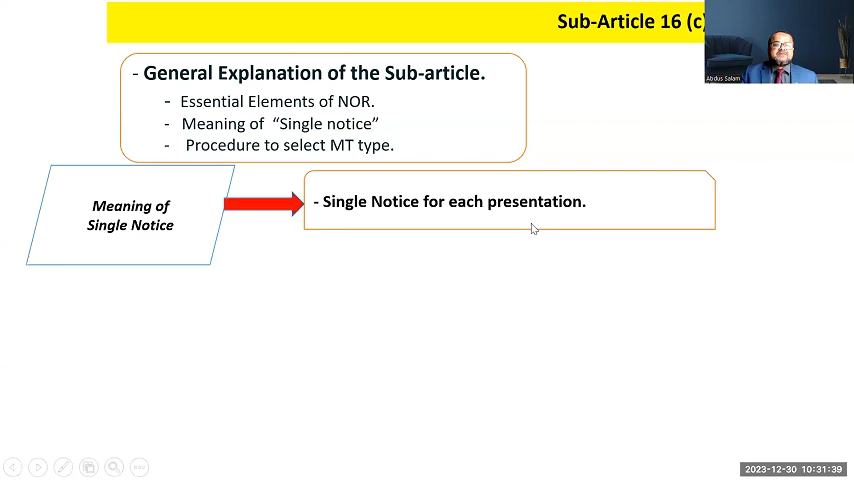 Sub-Article 16 (c)
- General Explanation of the Sub-article.
- Essential Elements of NOR.
- Meaning of “Single notice”
- Procedure to select MT type.
Meaning of
Single Notice
- Single Notice for each presentation.
Abdus Salam
2023-12-30 10:31:39